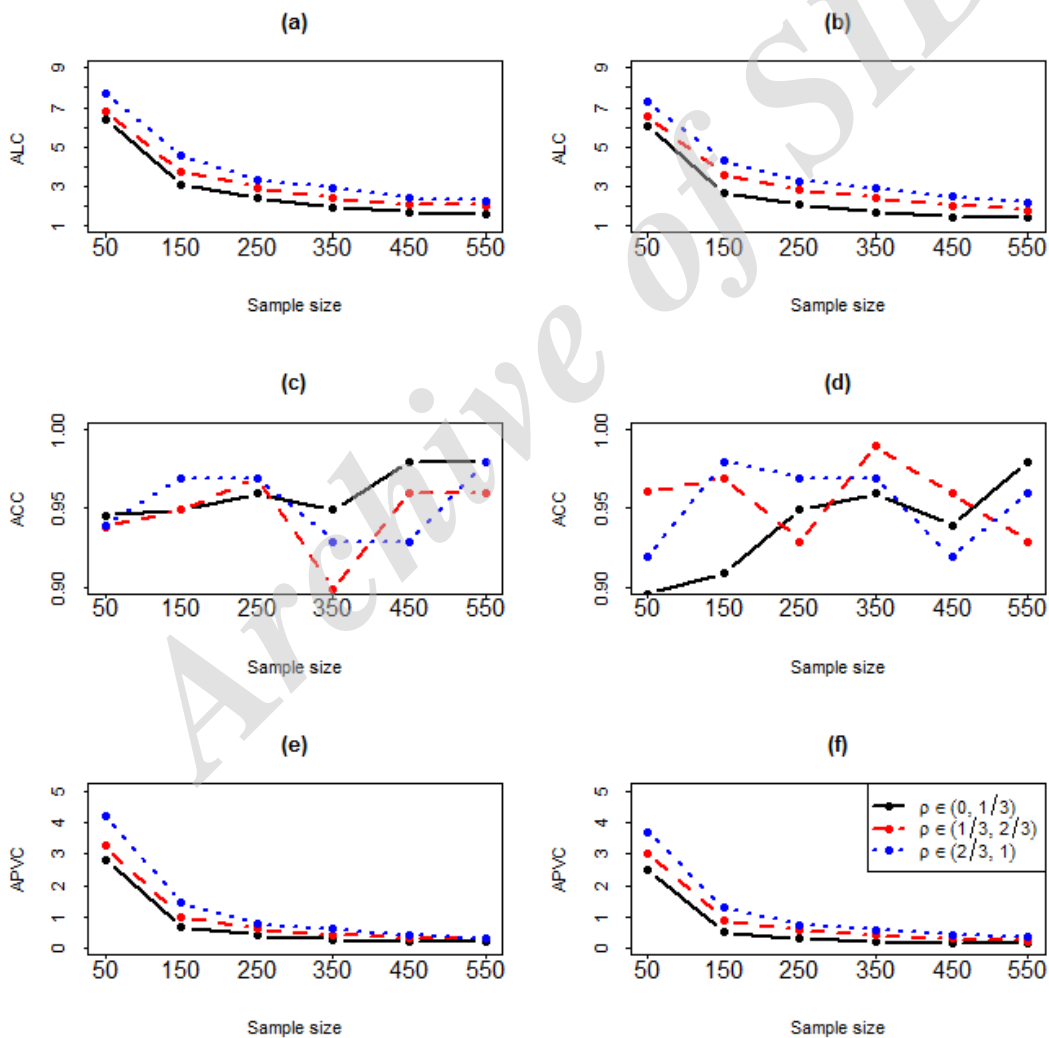 (a)
ALC
9
7
5
3
1
50 150 250 350 450 550
Sample size
(b)
ALC
9
7
5
3
1
50 150 250 350 450 550
Sample size
(c)
ACC
1.00
0.95
0.90
50 150 250 350 450 550
Sample size
(d)
ACC
1.00
0.95
0.90
50 150 250 350 450 550
Sample size
(e)
APVC
5
4
3
2
1
0
50 150 250 350 450 550
Sample size
(f)
APVC
5
4
3
2
1
0
50 150 250 350 450 550
Sample size
ρ ∈ (0, 1/3)
ρ ∈ (1/3, 2/3)
ρ ∈ (2/3, 1)
Archive of